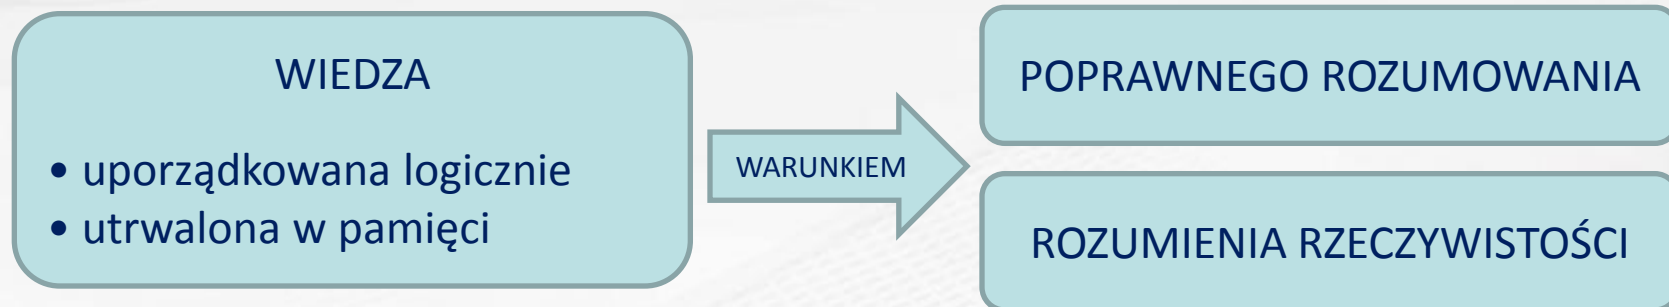 WIEDZA
• uporządkowana logicznie
• utrwalona w pamięci
WARUNKIEM
POPRAWNEGO ROZUMOWANIA
ROZUMIENIA RZECZYWISTOŚCI